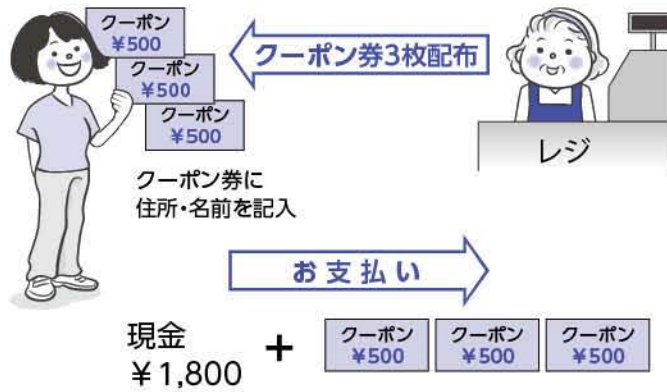 クーポン
¥500
クーポン
¥500
クーポン
¥500
クーポン券3枚配布
レジ
クーポン券に
住所・名前を記入
お支払い
現金
¥1,800
+
クーポン
¥500
クーポン
¥500
クーポン
¥500